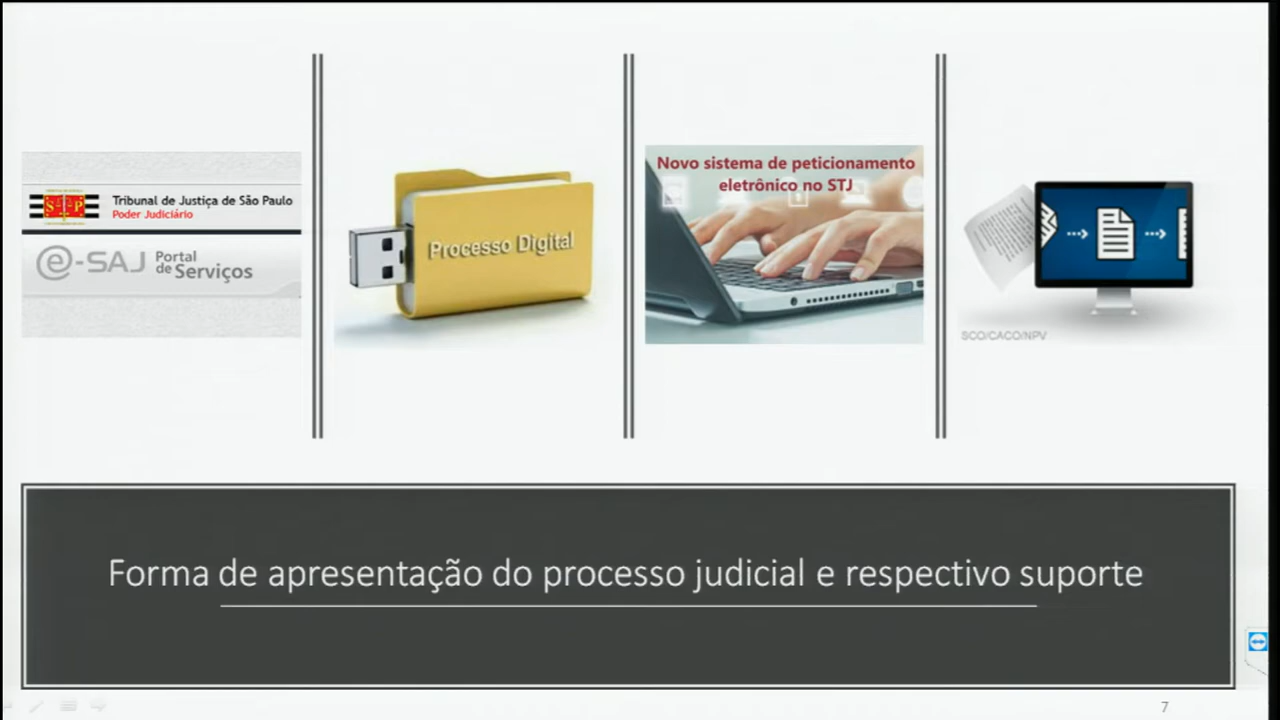 Tribunal de Justiça de São Paulo
Poder Judiciário
S P
e-SAJ Portal
de Serviços
Processo Digital
Novo sistema de peticionamento
eletrônico no STJ
SCO/CACO/NPV
Forma de apresentação do processo judicial e respectivo suporte
7